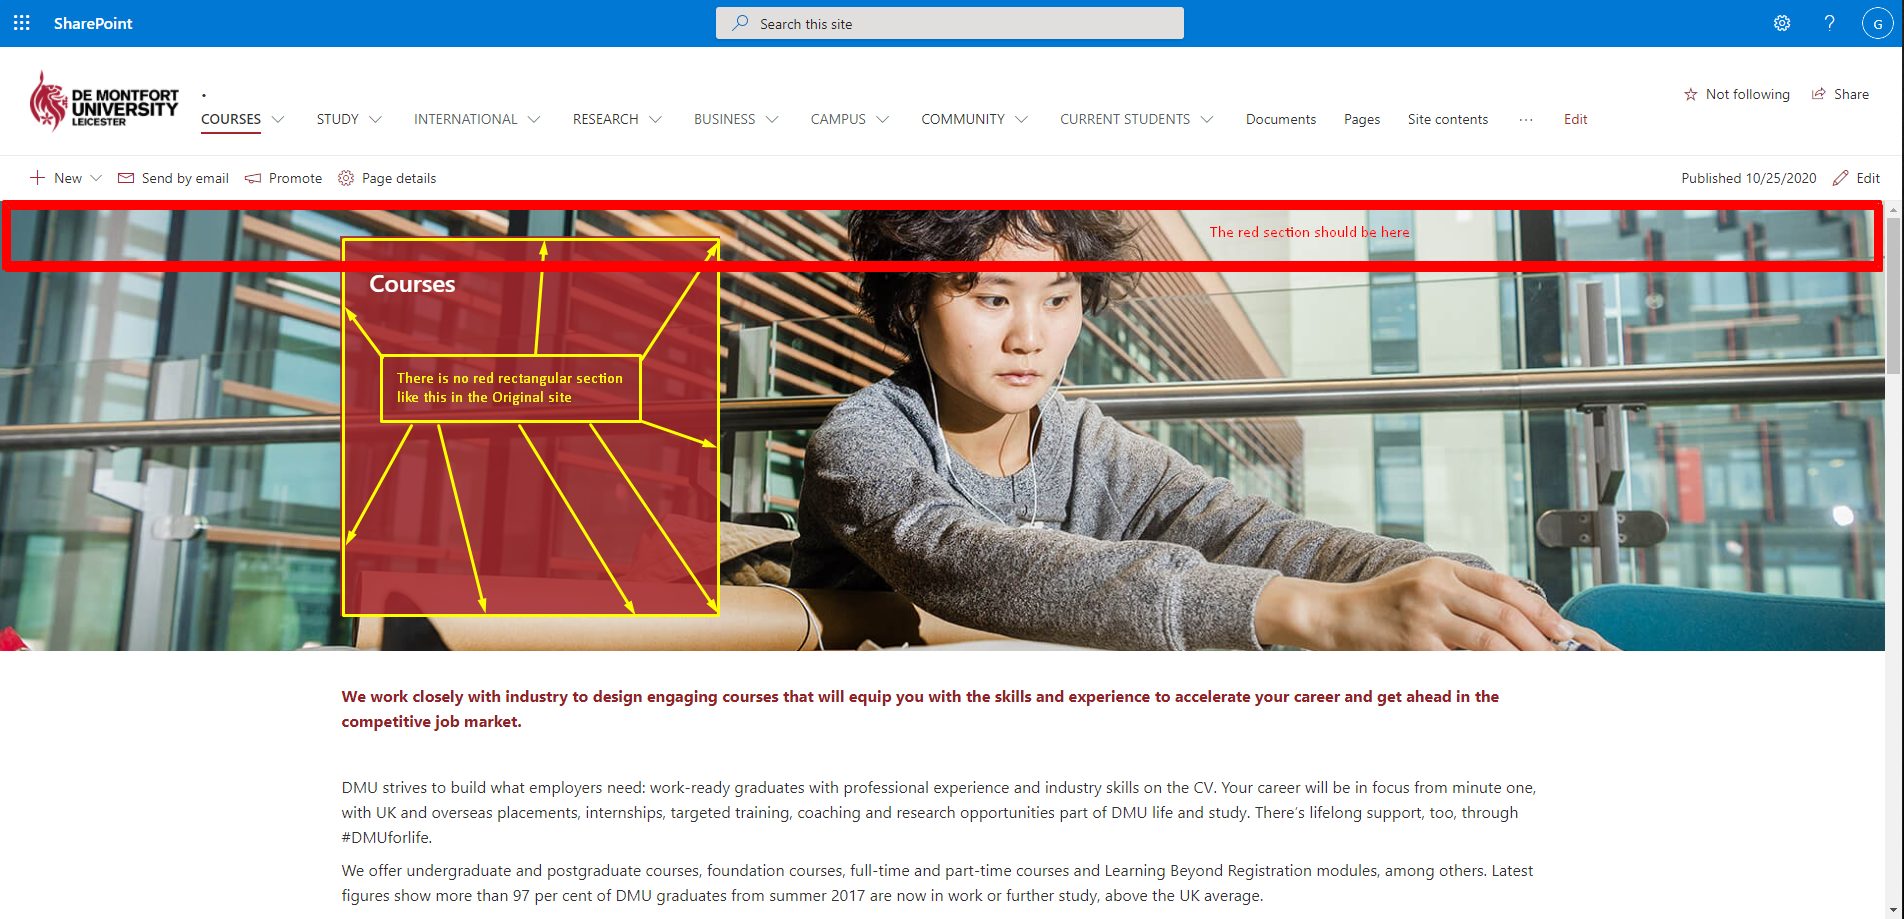 SharePoint
Search this site
G
DE MONTFORT
UNIVERSITY
LEICESTER
.
Not following
Share
COURSES
STUDY
INTERNATIONAL
RESEARCH
BUSINESS
CAMPUS
COMMUNITY
CURRENT STUDENTS
Documents
Pages
Site contents
...
Edit
New
Send by email
Promote
Page details
Published 10/25/2020
Edit
The red section should be here
Courses
There is no red rectangular section
like this in the Original site
We work closely with industry to design engaging courses that will equip you with the skills and experience to accelerate your career and get ahead in the
competitive job market.
DMU strives to build what employers need: work-ready graduates with professional experience and industry skills on the CV. Your career will be in focus from minute one,
with UK and overseas placements, internships, targeted training, coaching and research opportunities part of DMU life and study. There's lifelong support, too, through
#DMUforlife.
We offer undergraduate and postgraduate courses, foundation courses, full-time and part-time courses and Learning Beyond Registration modules, among others. Latest
figures show more than 97 per cent of DMU graduates from summer 2017 are now in work or further study, above the UK average.